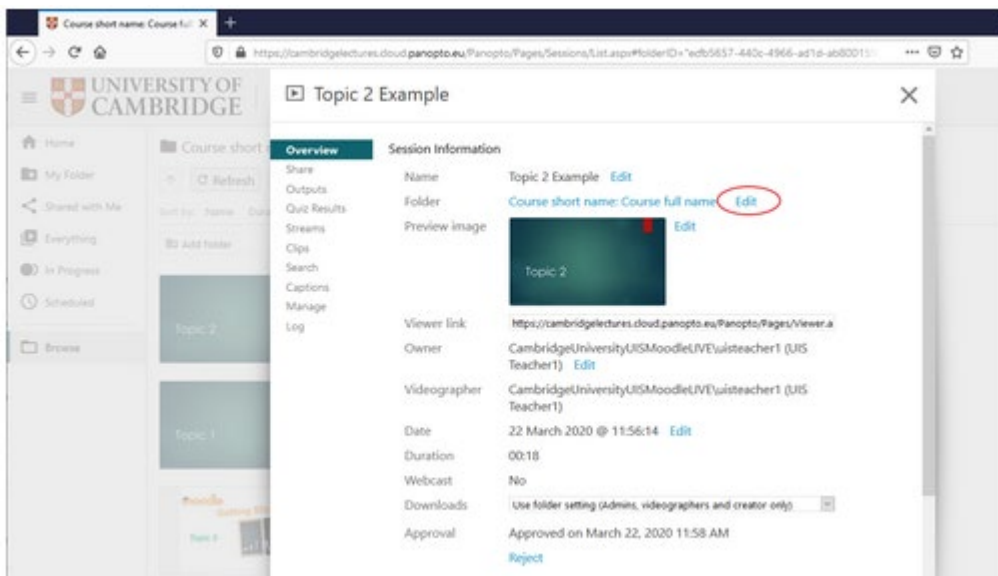 Course short name: Course ful
https://cambridgelectures.cloud.panopto.eu/Panopto/Pages/Sessions/List.aspx#folderID="edfb5657-440c-4966-ad1d-ab80015
UNIVERSITY OF
CAMBRIDGE
Home
My Folder
Shared with Me
Everything
In Progress
Scheduled
Browse
Course short
Refresh
Sort by: Name
Add folder
Topic 2
Topic 1
moodle
Topic 2 Example
Overview
Share
Outputs
Quiz Results
Streams
Clips
Search
Captions
Manage
Log
Session Information
Name Topic 2 Example Edit
Folder Course short name: Course full name Edit
Preview image Edit
Topic 2
Viewer link https://cambridgelectures.cloud.panopto.eu/Panopto/Pages/Viewer.a
Owner CambridgeUniversityUISMoodleLIVE\uisteacher1 (UIS
Teacher1) Edit
Videographer CambridgeUniversityUISMoodleLIVE\uisteacher1 (UIS
Teacher1)
Date 22 March 2020 @ 11:56:14 Edit
Duration 00:18
Webcast No
Downloads Use folder setting (Admins, videographers and creator only)
Approval Approved on March 22, 2020 11:58 AM
Reject